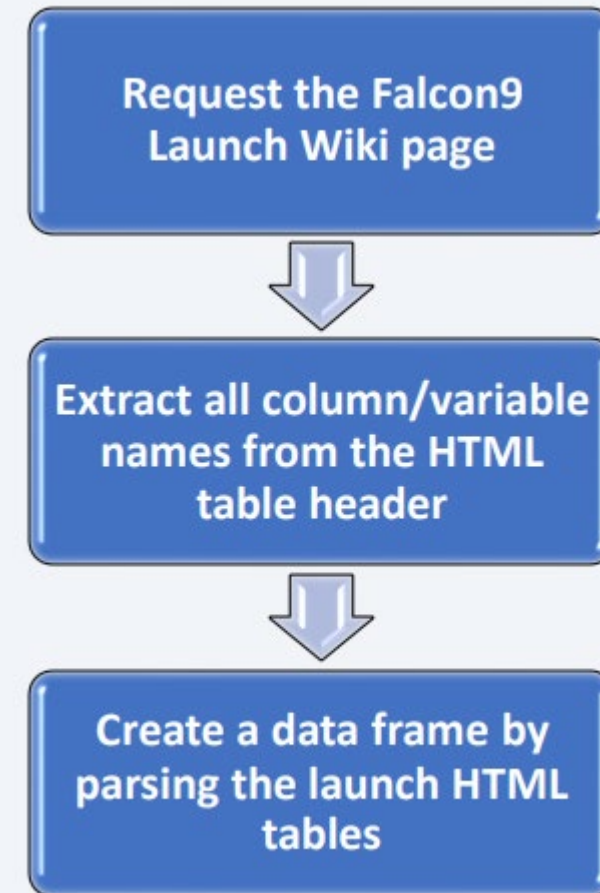 Request the Falcon9
Launch Wiki page
Extract all column/variable
names from the HTML
table header
Create a data frame by
parsing the launch HTML
tables